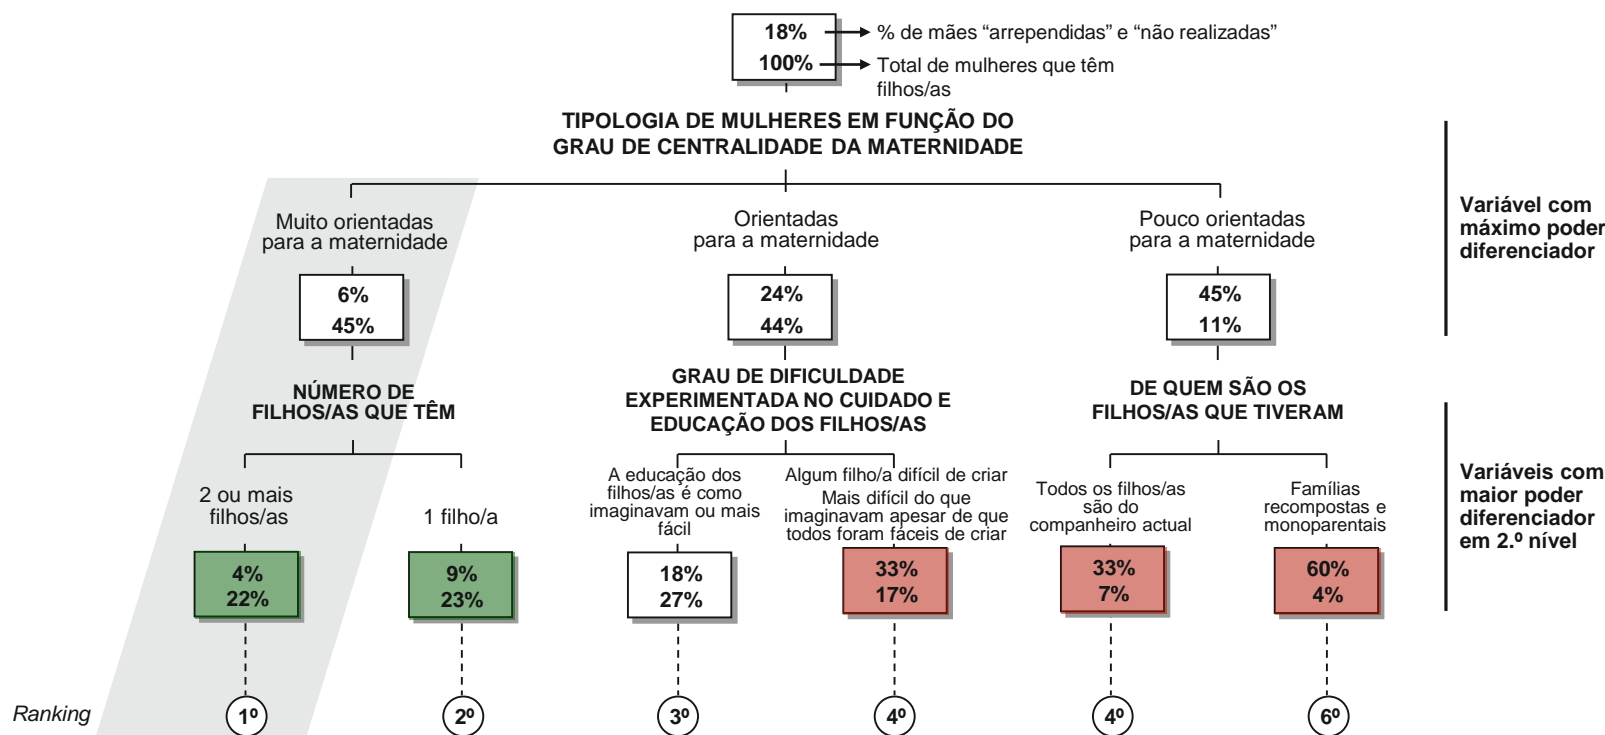 18%
% de mães “arrependidas” e “não realizadas”
100%
Total de mulheres que têm
filhos/as
TIPOLOGIA DE MULHERES EM FUNÇÃO DO
GRAU DE CENTRALIDADE DA MATERNIDADE
Muito orientadas
para a maternidade
6%
45%
Orientadas
para a maternidade
24%
44%
Pouco orientadas
para a maternidade
45%
11%
Variável com
máximo poder
diferenciador
NÚMERO DE
FILHOS/AS QUE TÊM
GRAU DE DIFICULDADE
EXPERIMENTADA NO CUIDADO E
EDUCAÇÃO DOS FILHOS/AS
DE QUEM SÃO OS
FILHOS/AS QUE TIVERAM
2 ou mais
filhos/as
4%
22%
1 filho/a
9%
23%
A educação dos
filhos/as é como
imaginavam ou mais
fácil
18%
27%
Algum filho/a difícil de criar
Mais difícil do que
imaginavam apesar de que
todos foram fáceis de criar
33%
17%
Todos os filhos/as
são do
companheiro actual
33%
7%
Famílias
recompostas e
monoparentais
60%
4%
Variáveis com
maior poder
diferenciador
em 2.º nível
Ranking
1º
2º
3º
4º
4º
6º